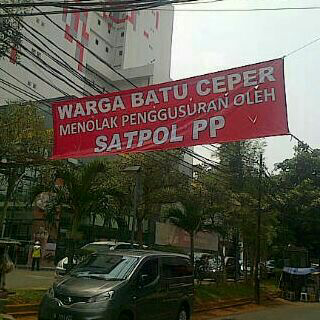 WARGA BATU CEPER
MENOLAK PENGGUSURAN OLEH
SATPOL PP